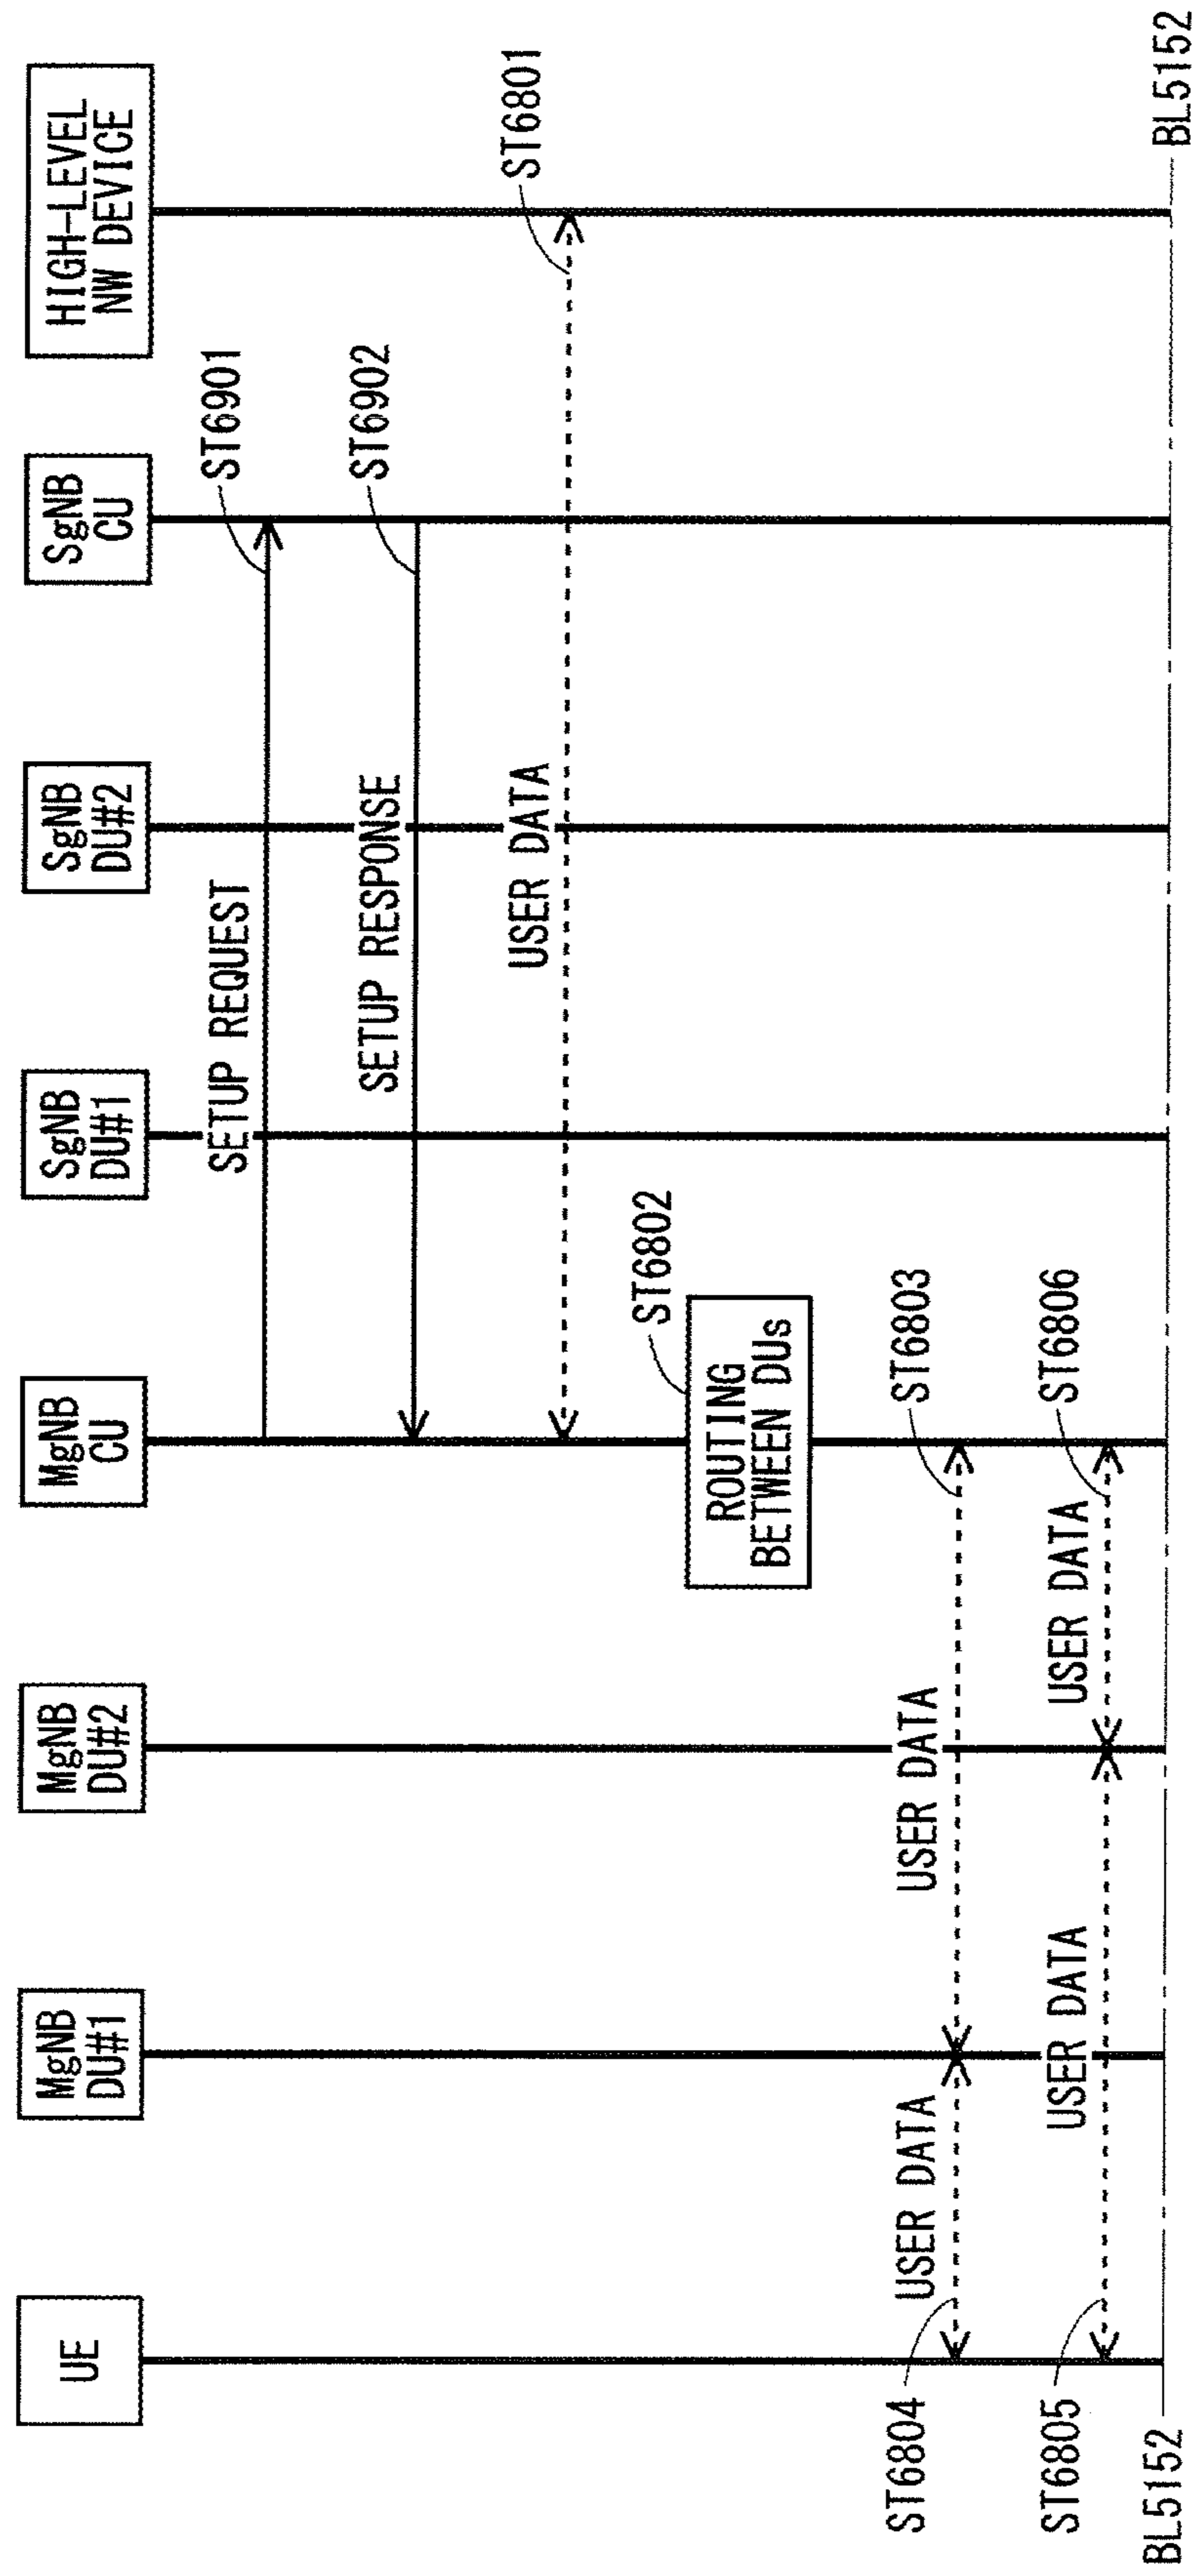 UE
MgNB
DU#1
MgNB
DU#2
MgNB
CU
SgNB
DU#1
SgNB
DU#2
SgNB
CU
HIGH-LEVEL
NW DEVICE
SETUP REQUEST
ST6901
SETUP RESPONSE
ST6902
USER DATA
ST6801
ROUTING
BETWEEN DUs
ST6802
ST6804
USER DATA
USER DATA
ST6803
ST6805
USER DATA
USER DATA
ST6806
BL5152
BL5152